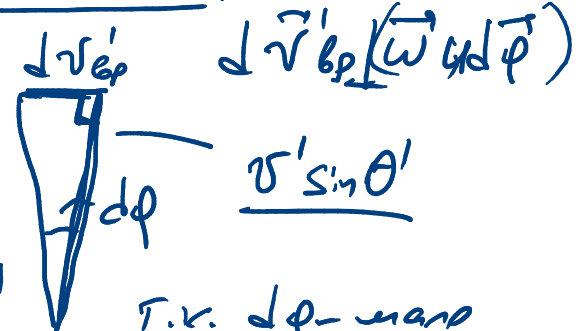 dv'вр dv⃗'вр ⊥ (ω⃗ и dφ⃗)
v' sin θ'
dφ
Т.к. dφ - мало